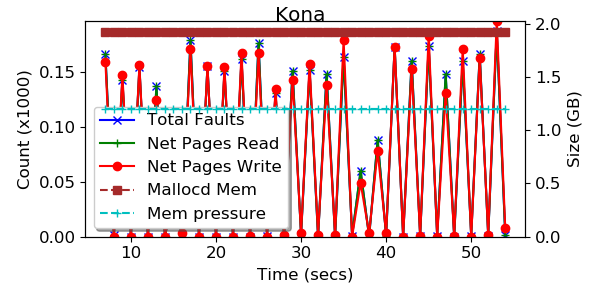 Kona
Count (x1000)
0.15
0.10
0.05
0.00
2.0
1.5
1.0
0.5
0.0
Size (GB)
Total Faults
Net Pages Read
Net Pages Write
Mallocd Mem
Mem pressure
10 20 30 40 50
Time (secs)